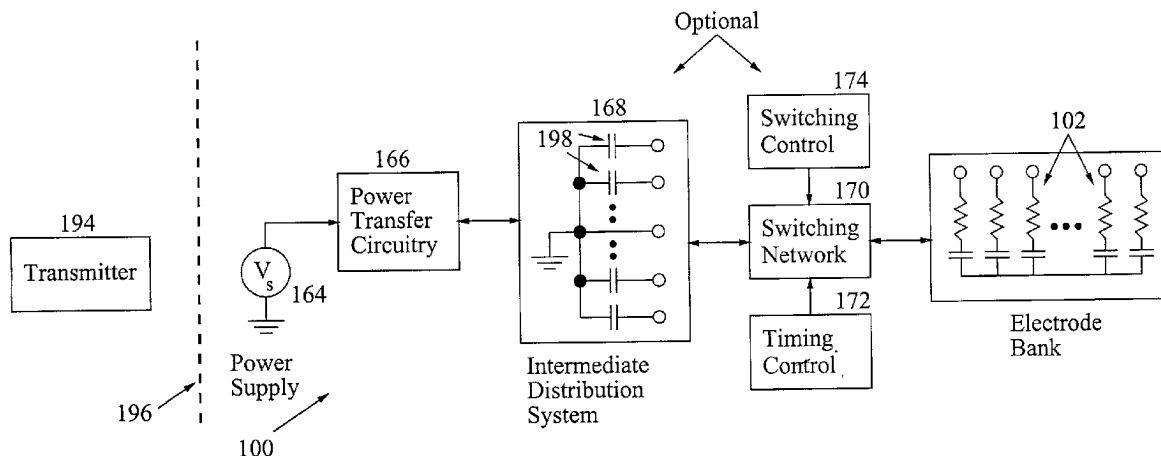 Optional
174
Switching
Control
168
198
102
166
Power
Transfer
Circuitry
170
Switching
Network
194
Transmitter
Vs
164
172
Timing
Control
Electrode
Bank
Power
Supply
Intermediate
Distribution
System
196
100